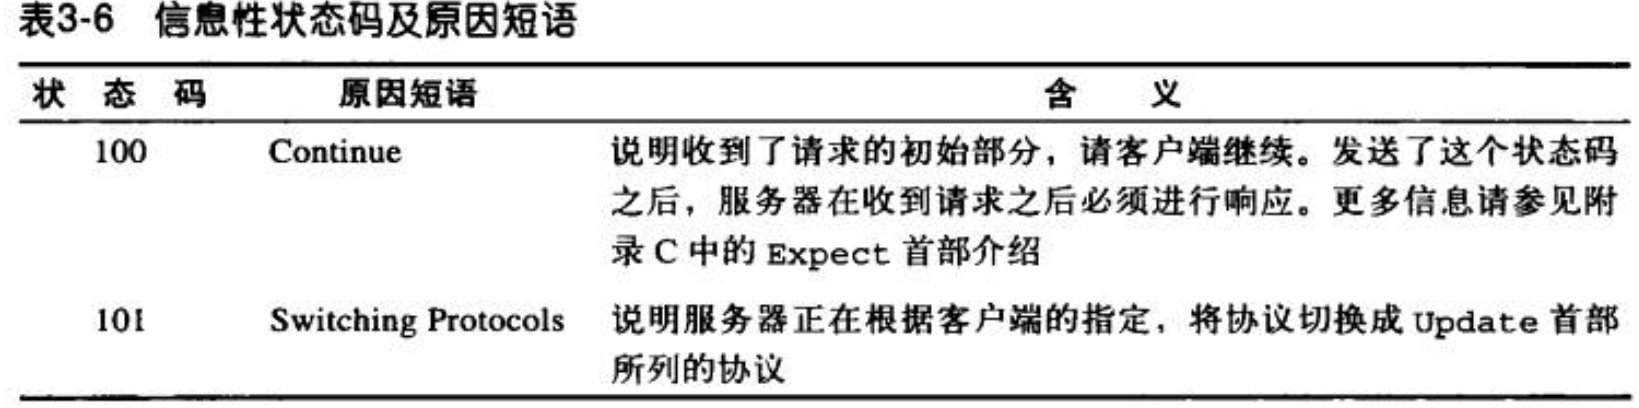 表3-6 信息性状态码及原因短语
状 态 码 原因短语 含 义
100 Continue 说明收到了请求的初始部分，请客户端继续。发送了这个状态码
之后，服务器在收到请求之后必须进行响应。更多信息请参见附
录 C 中的 Expect 首部介绍
101 Switching Protocols 说明服务器正在根据客户端的指定，将协议切换成 Update 首部
所列的协议